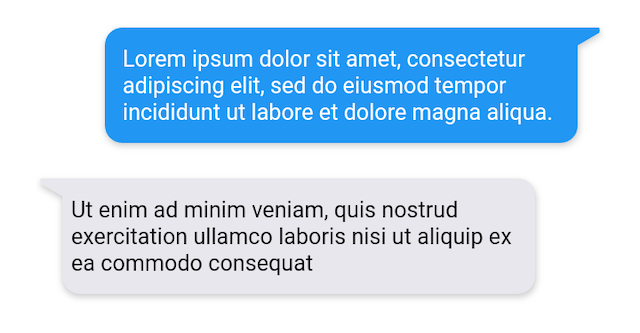 Lorem ipsum dolor sit amet, consectetur
adipiscing elit, sed do eiusmod tempor
incididunt ut labore et dolore magna aliqua.
Ut enim ad minim veniam, quis nostrud
exercitation ullamco laboris nisi ut aliquip ex
ea commodo consequat